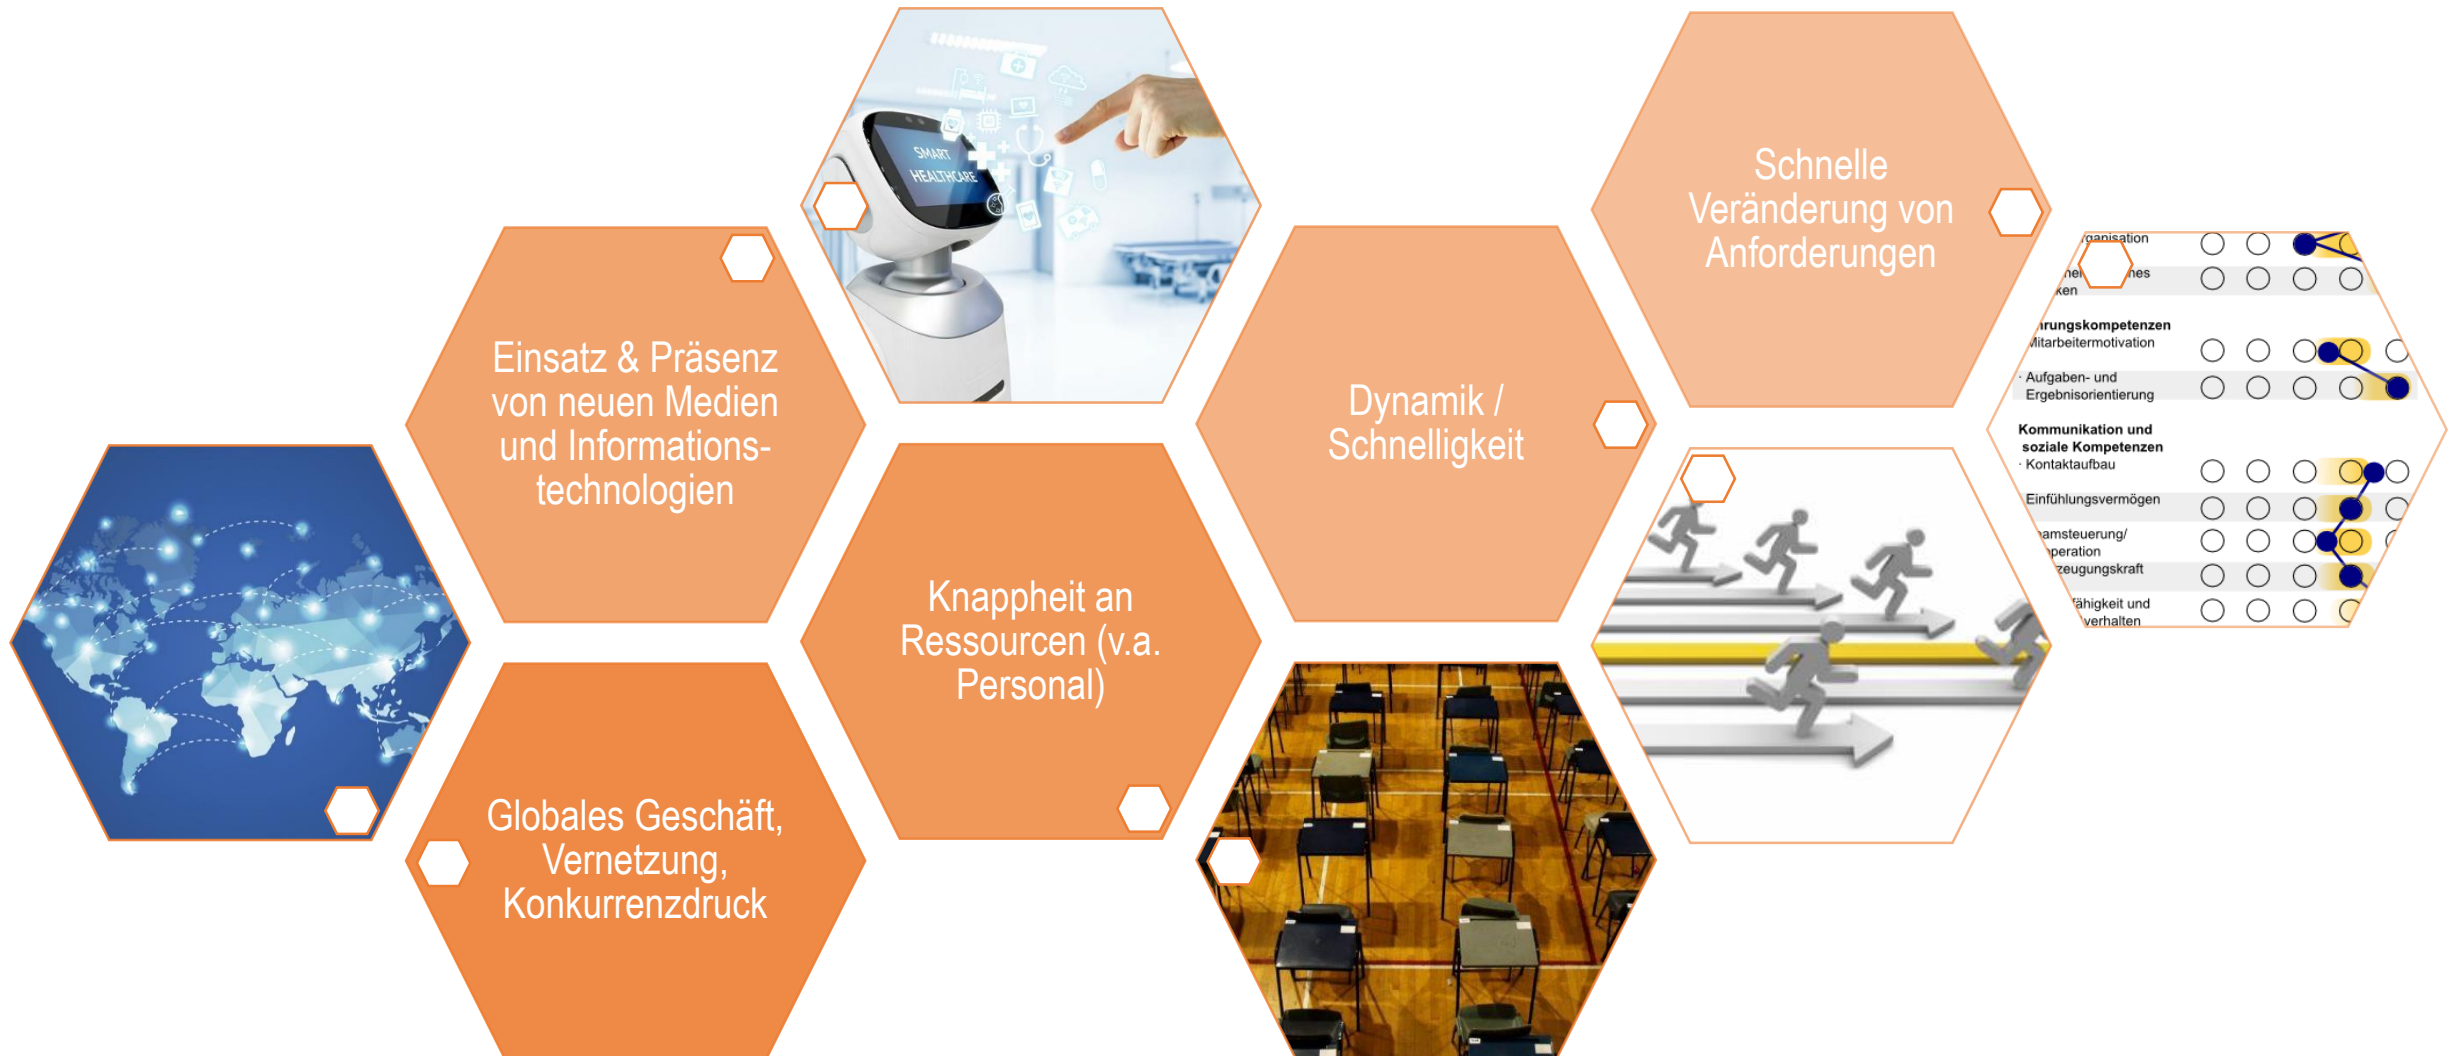 SMART
HEALTHCARE
Einsatz & Präsenz
von neuen Medien
und Informations-
technologien
Globales Geschäft,
Vernetzung,
Konkurrenzdruck
Knappheit an
Ressourcen (v.a.
Personal)
Dynamik /
Schnelligkeit
Schnelle
Veränderung von
Anforderungen
Mitarbeitermotivation
· Aufgaben- und
Ergebnisorientierung
Kommunikation und
soziale Kompetenzen
· Kontaktaufbau
Einfühlungsvermögen
und